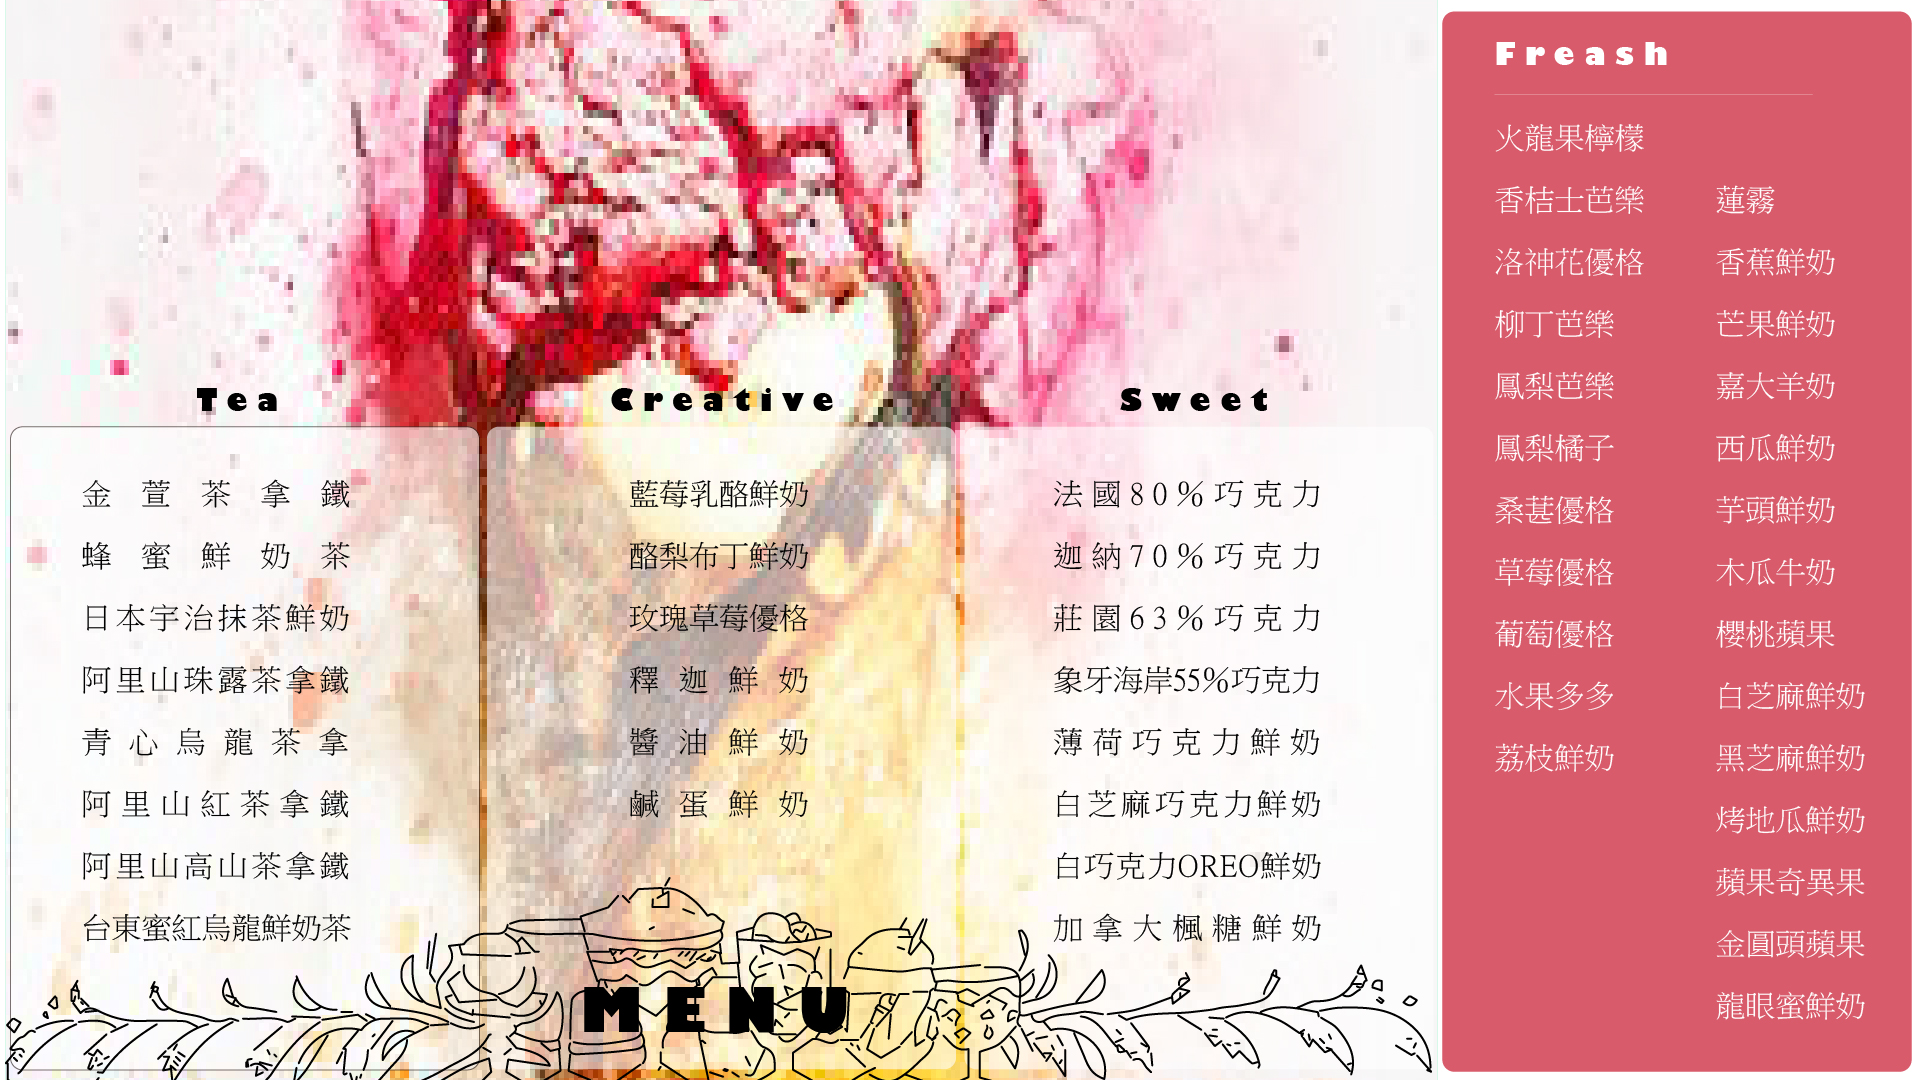 Tea
金萱茶拿鐵
蜂蜜鮮奶茶
日本宇治抹茶鮮奶
阿里山珠露茶拿鐵
青心烏龍茶拿
阿里山紅茶拿鐵
阿里山高山茶拿鐵
台東蜜紅烏龍鮮奶茶
Creative
藍莓乳酪鮮奶
酪梨布丁鮮奶
玫瑰草莓優格
釋迦鮮奶
醬油鮮奶
鹹蛋鮮奶
Sweet
法國80%巧克力
迦納70%巧克力
莊園63%巧克力
象牙海岸55%巧克力
薄荷巧克力鮮奶
白芝麻巧克力鮮奶
白巧克力OREO鮮奶
加拿大楓糖鮮奶
MENU
Freash
火龍果檸檬
香桔士芭樂
洛神花優格
柳丁芭樂
鳳梨芭樂
鳳梨橘子
桑葚優格
草莓優格
葡萄優格
水果多多
荔枝鮮奶
蓮霧
香蕉鮮奶
芒果鮮奶
嘉大羊奶
西瓜鮮奶
芋頭鮮奶
木瓜牛奶
櫻桃蘋果
白芝麻鮮奶
黑芝麻鮮奶
烤地瓜鮮奶
蘋果奇異果
金圓頭蘋果
龍眼蜜鮮奶